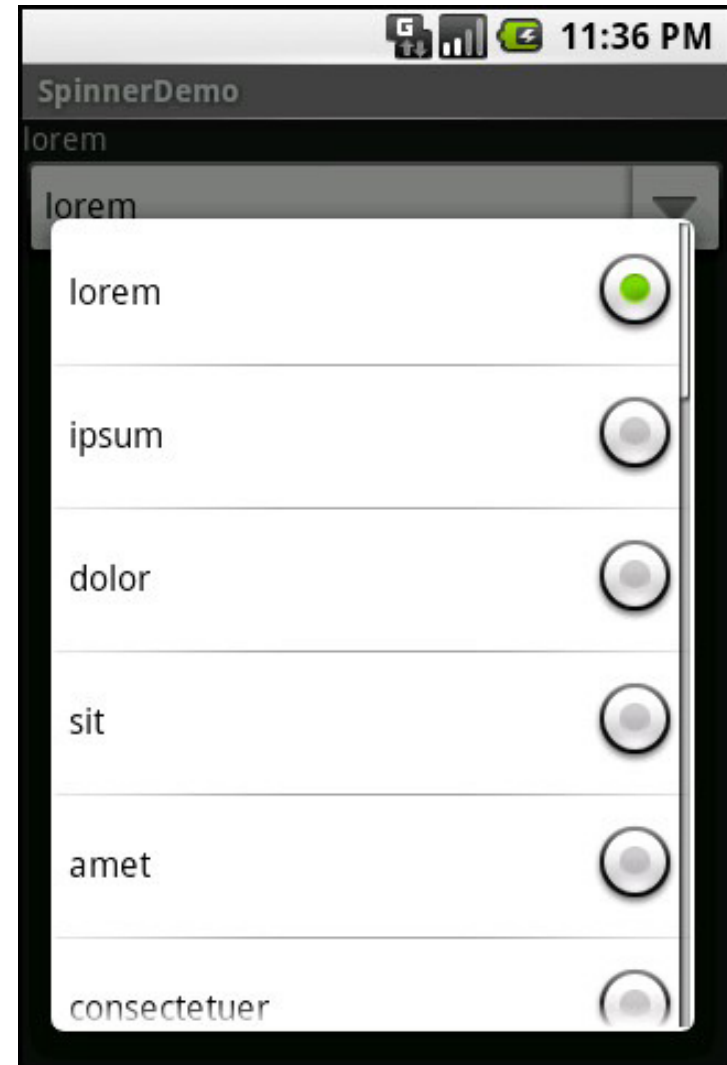 G 11:36 PM
SpinnerDemo
lorem
lorem
lorem
ipsum
dolor
sit
amet
consectetuer